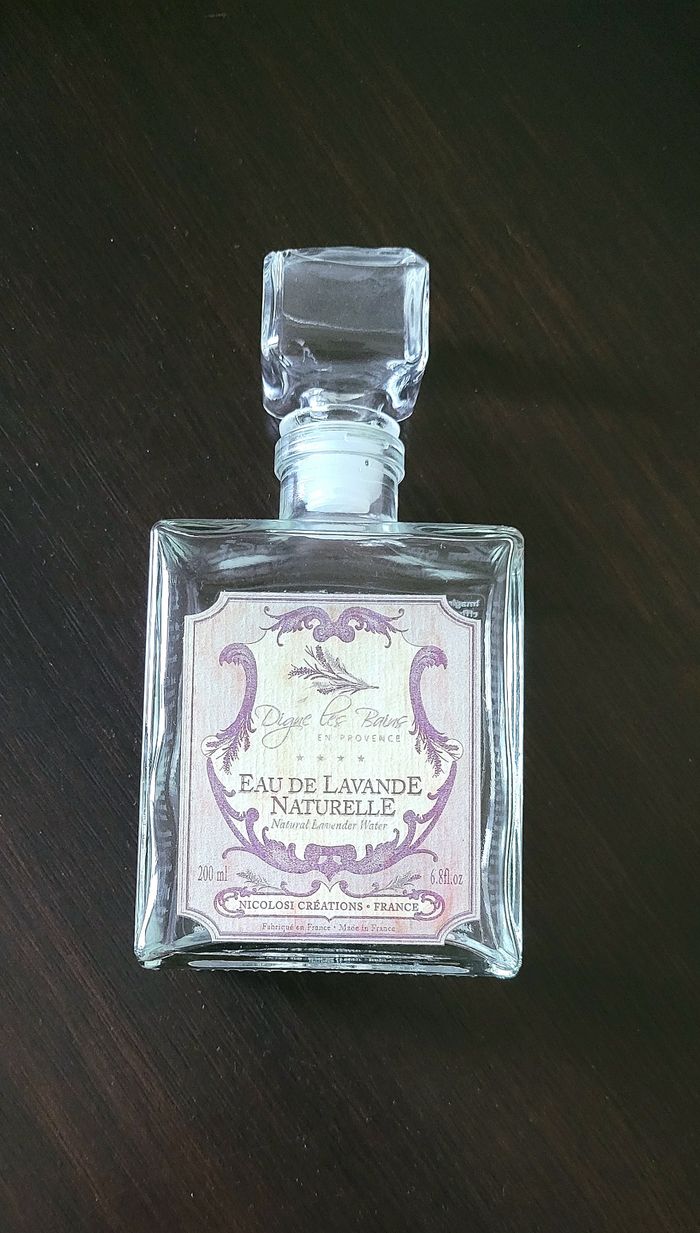 Digne les Bains
EN PROVENCE
EAU DE LAVANDE
NATURELLE
Natural Lavender Water
200 ml 6.8fl.oz
NICOLOSI CRÉATIONS • FRANCE
Fabriqué en France • Made in France